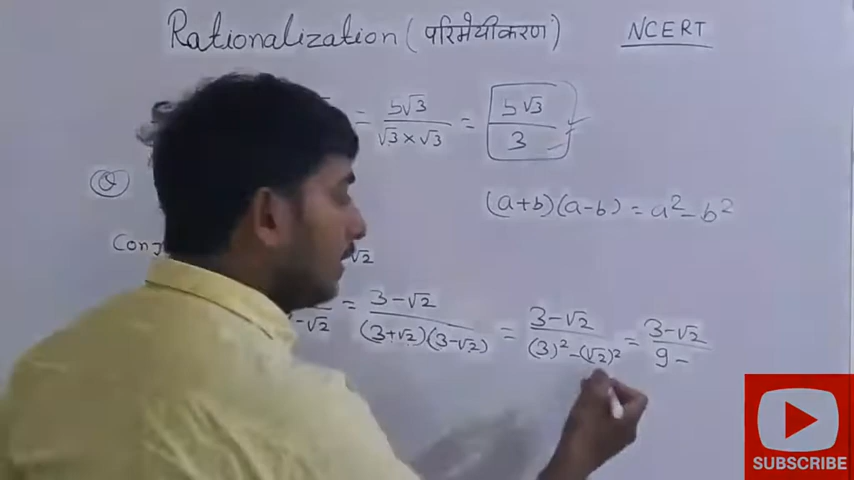 Rationalization (परिमेयीकरण) NCERT
= 5√3 / √3 × √3 = 5√3 / 3
Q
(a+b)(a-b) = a² - b²
Conj √2
-√2 = 3-√2 / (3+√2)(3-√2) = 3-√2 / (3)² - (√2)² = 3-√2 / 9 -
SUBSCRIBE